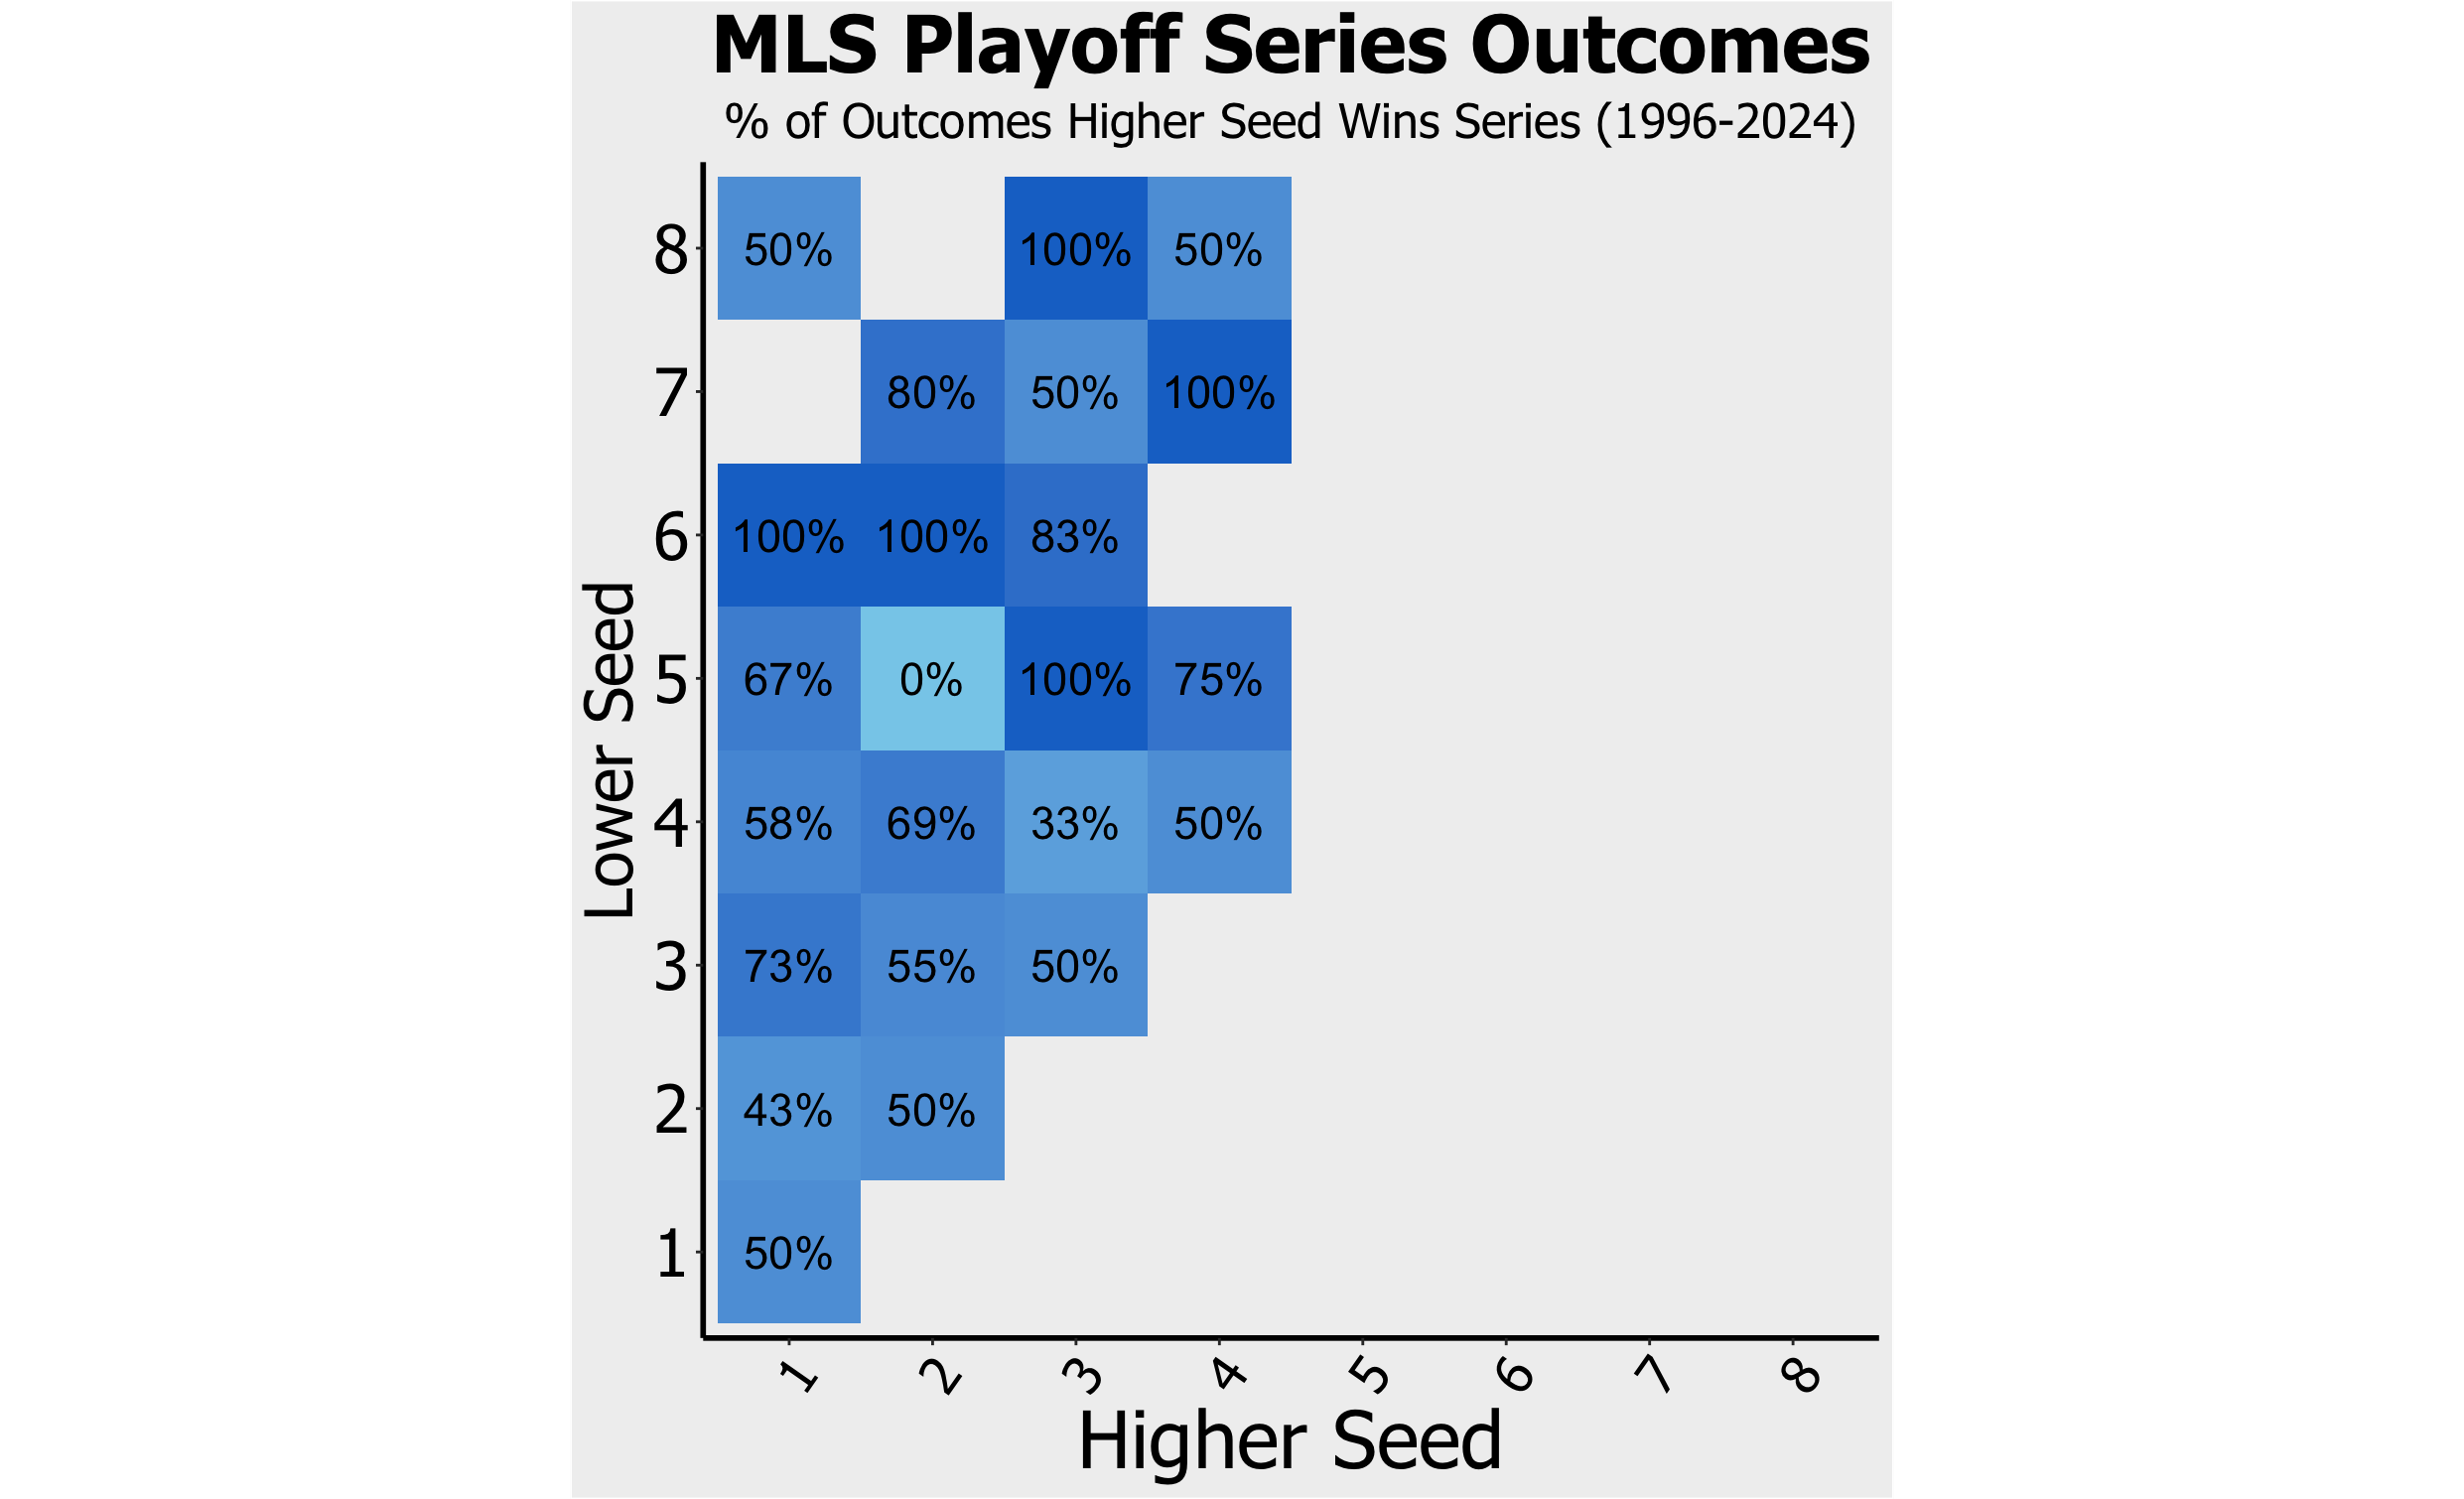 MLS Playoff Series Outcomes
% of Outcomes Higher Seed Wins Series (1996-2024)
Lower Seed
8 50% 100% 50%
7 80% 50% 100%
6 100% 100% 83%
5 67% 0% 100% 75%
4 58% 69% 33% 50%
3 73% 55% 50%
2 43% 50%
1 50%
1 2 3 4 5 6 7 8
Higher Seed